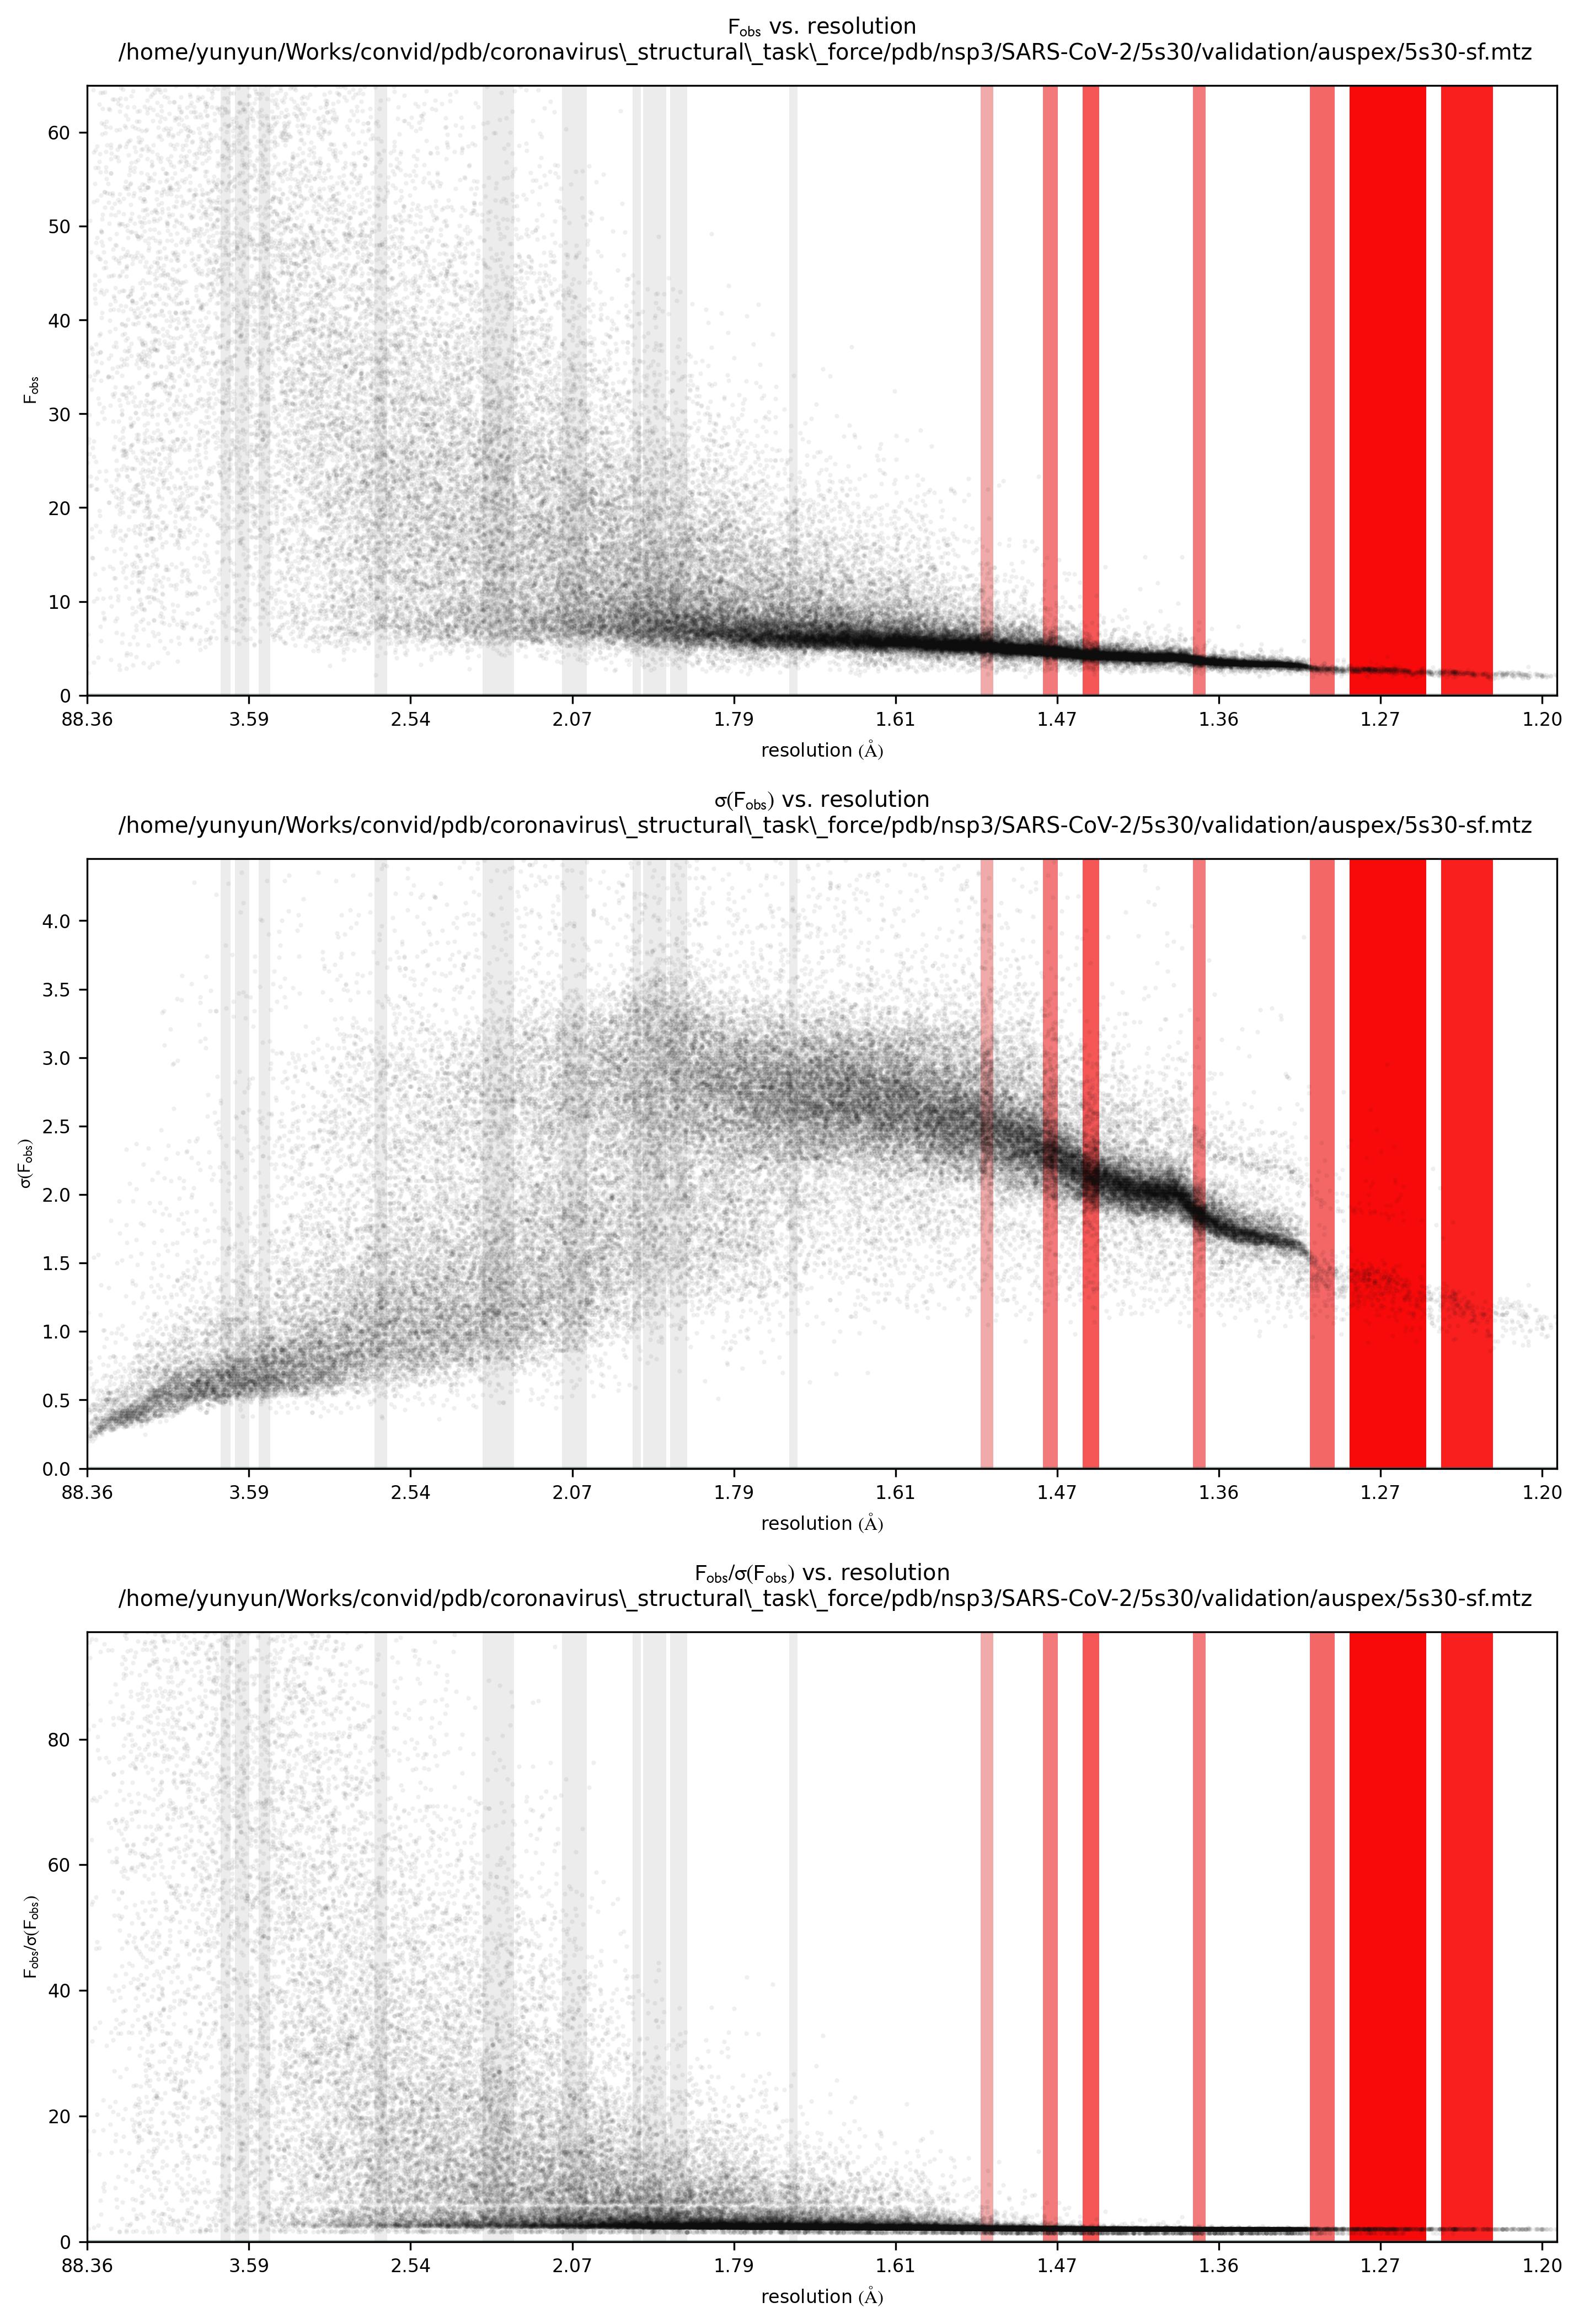 F_obs vs. resolution
/home/yunyun/Works/convid/pdb/coronavirus\_structural\_task\_force/pdb/nsp3/SARS-CoV-2/5s30/validation/auspex/5s30-sf.mtz
60
50
40
30
20
10
0
F_obs
88.36 3.59 2.54 2.07 1.79 1.61 1.47 1.36 1.27 1.20
resolution (Å)
σ(F_obs) vs. resolution
/home/yunyun/Works/convid/pdb/coronavirus\_structural\_task\_force/pdb/nsp3/SARS-CoV-2/5s30/validation/auspex/5s30-sf.mtz
4.0
3.5
3.0
2.5
2.0
1.5
1.0
0.5
0.0
σ(F_obs)
88.36 3.59 2.54 2.07 1.79 1.61 1.47 1.36 1.27 1.20
resolution (Å)
F_obs/σ(F_obs) vs. resolution
/home/yunyun/Works/convid/pdb/coronavirus\_structural\_task\_force/pdb/nsp3/SARS-CoV-2/5s30/validation/auspex/5s30-sf.mtz
80
60
40
20
0
F_obs/σ(F_obs)
88.36 3.59 2.54 2.07 1.79 1.61 1.47 1.36 1.27 1.20
resolution (Å)